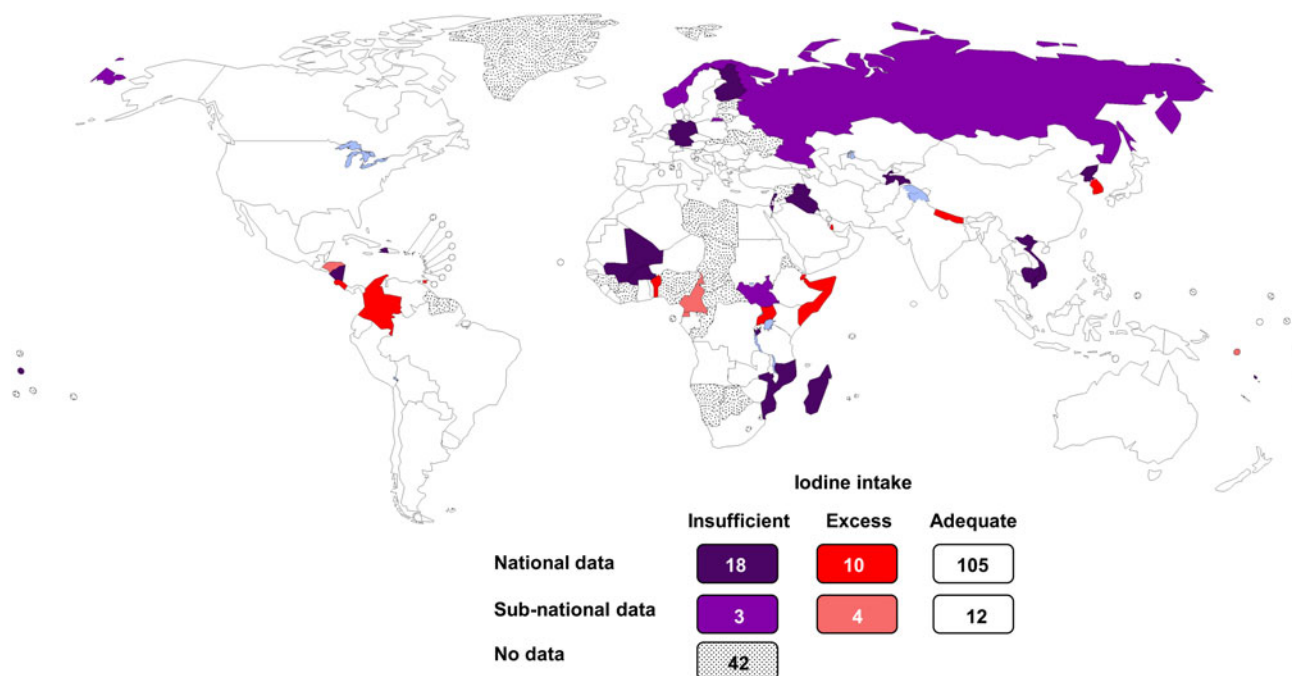 Iodine intake
Insufficient Excess Adequate
National data 18 10 105
Sub-national data 3 4 12
No data 42